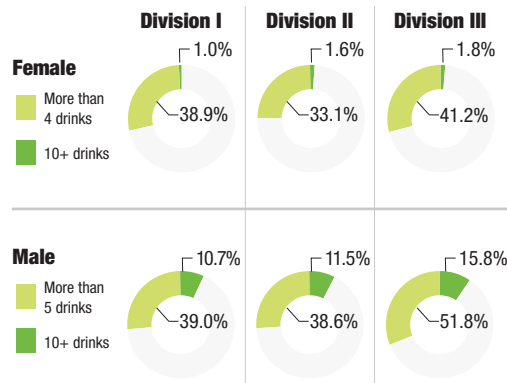 Division I Division II Division III
1.0% 1.6% 1.8%
Female
More than
4 drinks
38.9% 33.1% 41.2%
10+ drinks
Male
10.7% 11.5% 15.8%
More than
5 drinks
39.0% 38.6% 51.8%
10+ drinks